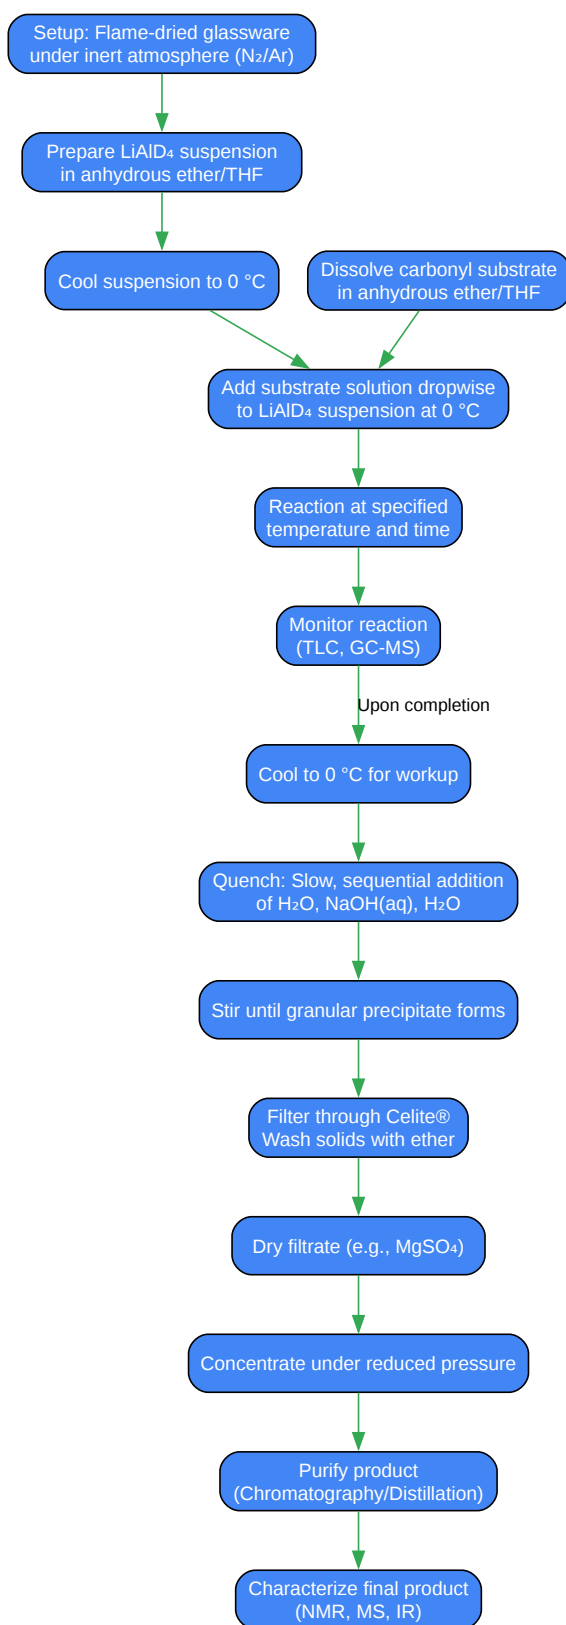 Setup: Flame-dried glassware
under inert atmosphere (N₂/Ar)
Prepare LiAlD₄ suspension
in anhydrous ether/THF
Cool suspension to 0 °C
Dissolve carbonyl substrate
in anhydrous ether/THF
Add substrate solution dropwise
to LiAlD₄ suspension at 0 °C
Reaction at specified
temperature and time
Monitor reaction
(TLC, GC-MS)
Upon completion
Cool to 0 °C for workup
Quench: Slow, sequential addition
of H₂O, NaOH(aq), H₂O
Stir until granular precipitate forms
Filter through Celite®
Wash solids with ether
Dry filtrate (e.g., MgSO₄)
Concentrate under reduced pressure
Purify product
(Chromatography/Distillation)
Characterize final product
(NMR, MS, IR)